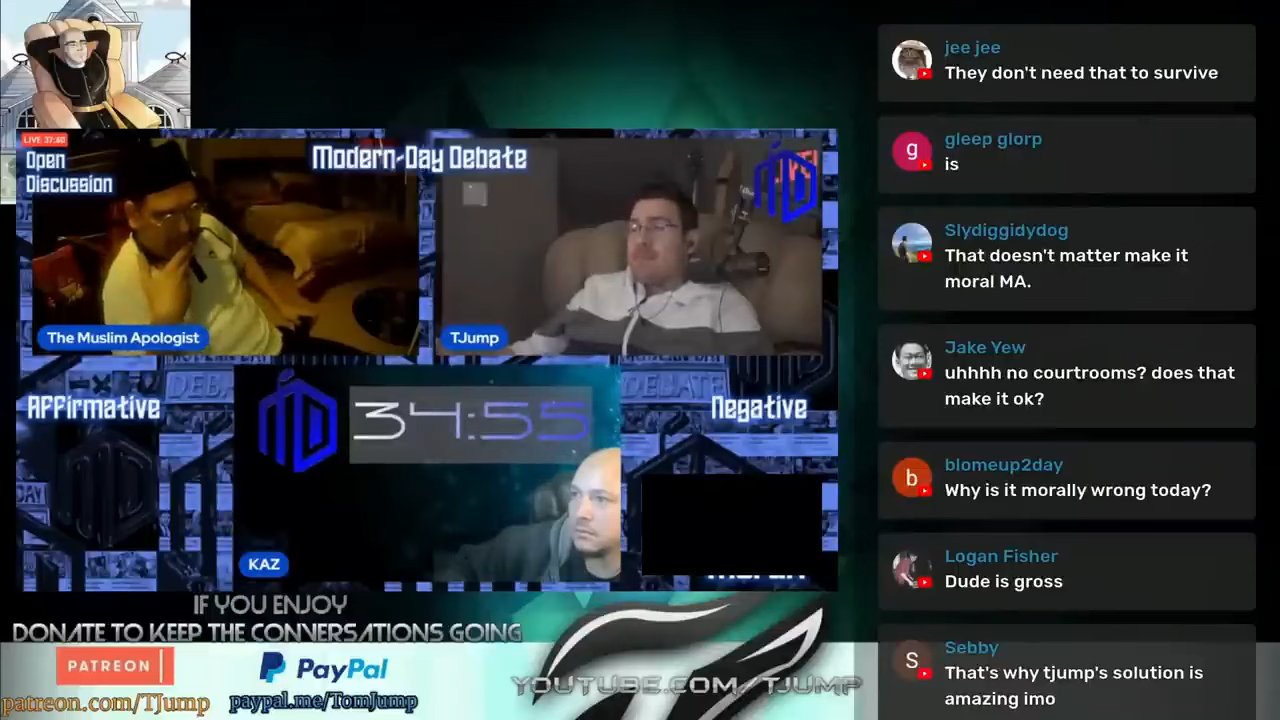 LIVE 37:40
Open
Discussion
Modern-Day Debate
The Muslim Apologist
TJump
Affirmative
34:55
Negative
KAZ
IF YOU ENJOY
DONATE TO KEEP THE CONVERSATIONS GOING
PATREON
PayPal
patreon.com/TJump
paypal.me/TomJump
YOUTUBE.COM/TJUMP
jee jee
They don't need that to survive
g
gleep glorp
is
Slydiggidydog
That doesn't matter make it
moral MA.
Jake Yew
uhhhh no courtrooms? does that
make it ok?
b
blomeup2day
Why is it morally wrong today?
Logan Fisher
Dude is gross
S
Sebby
That's why tjump's solution is
amazing imo